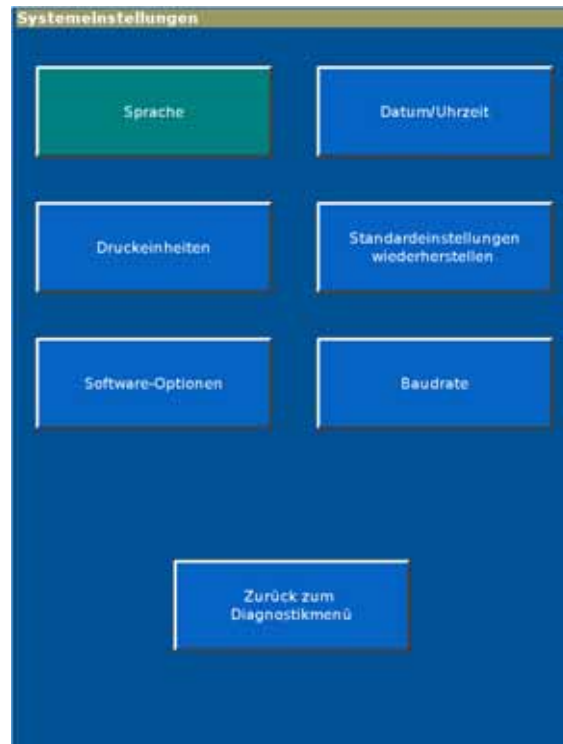 Systemeinstellungen
Sprache
Datum/Uhrzeit
Druckeinheiten
Standardeinstellungen
wiederherstellen
Software-Optionen
Baudrate
Zurück zum
Diagnostikmenü